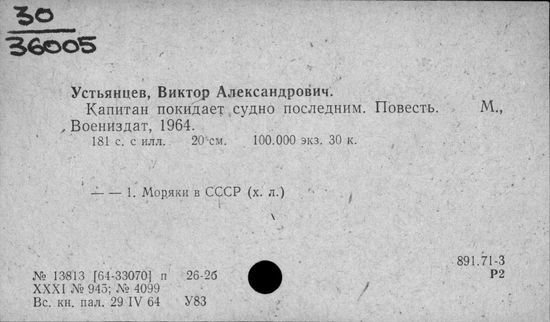 30
36005
Устьянцев, Виктор Александрович.
Капитан покидает судно последним. Повесть. М.,
Воениздат, 1964.
181 с. с илл. 20 см. 100.000 экз. 30 к.
— — 1. Моряки в СССР (х. л.)
891.71-3
№ 13813 [64-33070] п 26-2б Р2
XXXI № 945; № 4099
Вс. кн. пал. 29 IV 64 У83